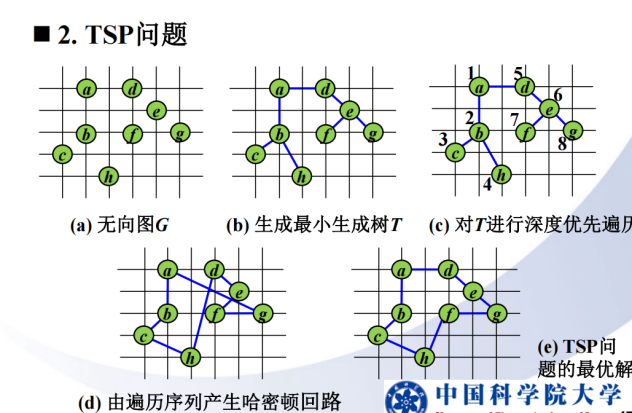 ■ 2. TSP问题
a d
e
b f g
c
h
a d
e
b f g
c
h
1 5
a d
6
e
2 7
b f g
3 8
c
4 h
(a) 无向图G
(b) 生成最小生成树T
(c) 对T进行深度优先遍历
a d
e
b f g
c
h
a d
e
b f g
c
h
(e) TSP问
题的最优解
(d) 由遍历序列产生哈密顿回路
中国科学院大学